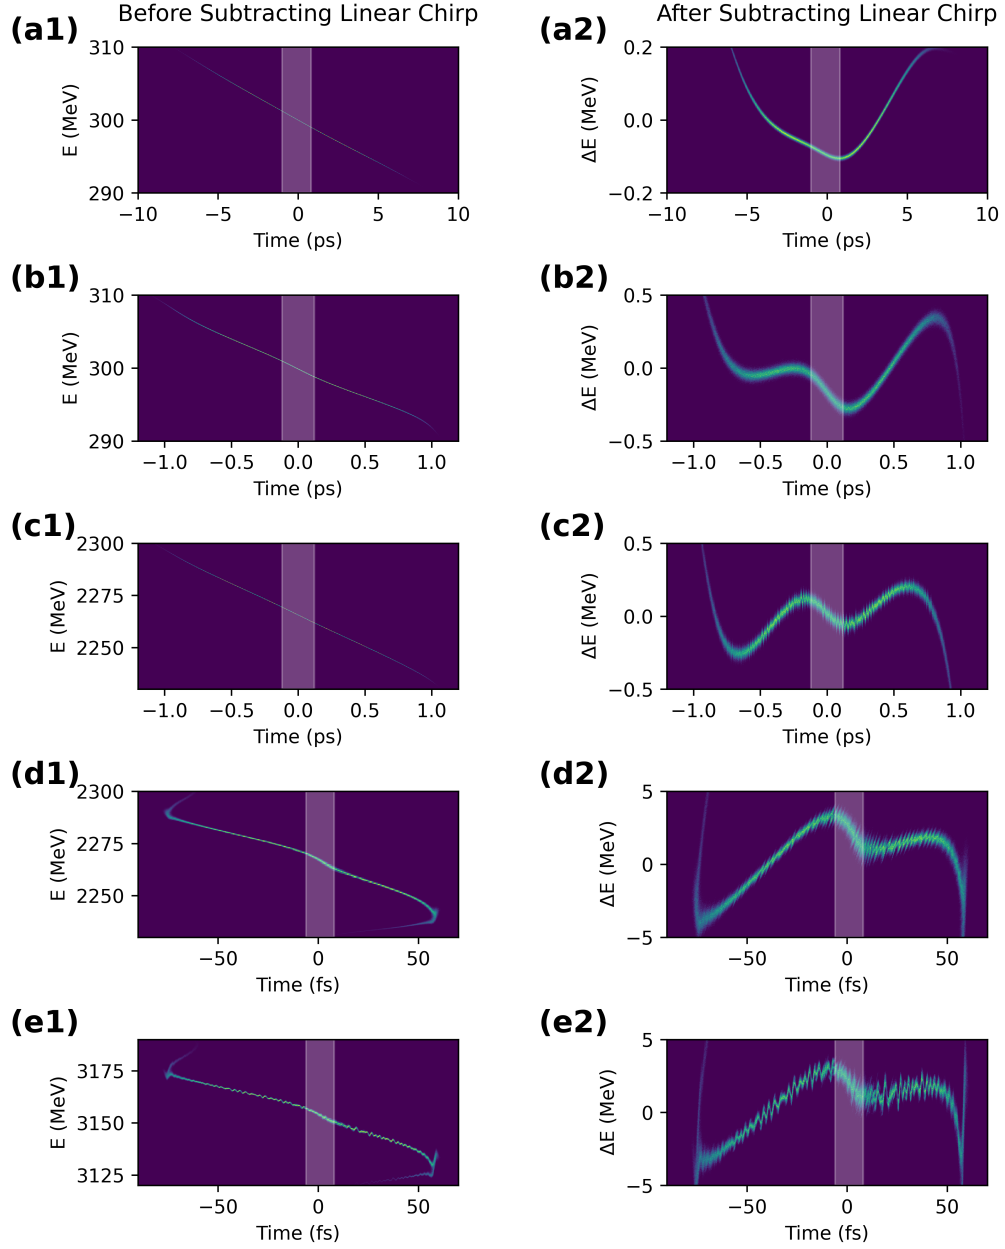 Before Subtracting Linear Chirp
After Subtracting Linear Chirp
(a1)
310
300
290
E (MeV)
−10 −5 0 5 10
Time (ps)
(a2)
0.2
0.0
−0.2
ΔE (MeV)
−10 −5 0 5 10
Time (ps)
(b1)
310
300
290
E (MeV)
−1.0 −0.5 0.0 0.5 1.0
Time (ps)
(b2)
0.5
0.0
−0.5
ΔE (MeV)
−1.0 −0.5 0.0 0.5 1.0
Time (ps)
(c1)
2300
2275
2250
E (MeV)
−1.0 −0.5 0.0 0.5 1.0
Time (ps)
(c2)
0.5
0.0
−0.5
ΔE (MeV)
−1.0 −0.5 0.0 0.5 1.0
Time (ps)
(d1)
2300
2275
2250
E (MeV)
−50 0 50
Time (fs)
(d2)
5
0
−5
ΔE (MeV)
−50 0 50
Time (fs)
(e1)
3175
3150
3125
E (MeV)
−50 0 50
Time (fs)
(e2)
5
0
−5
ΔE (MeV)
−50 0 50
Time (fs)